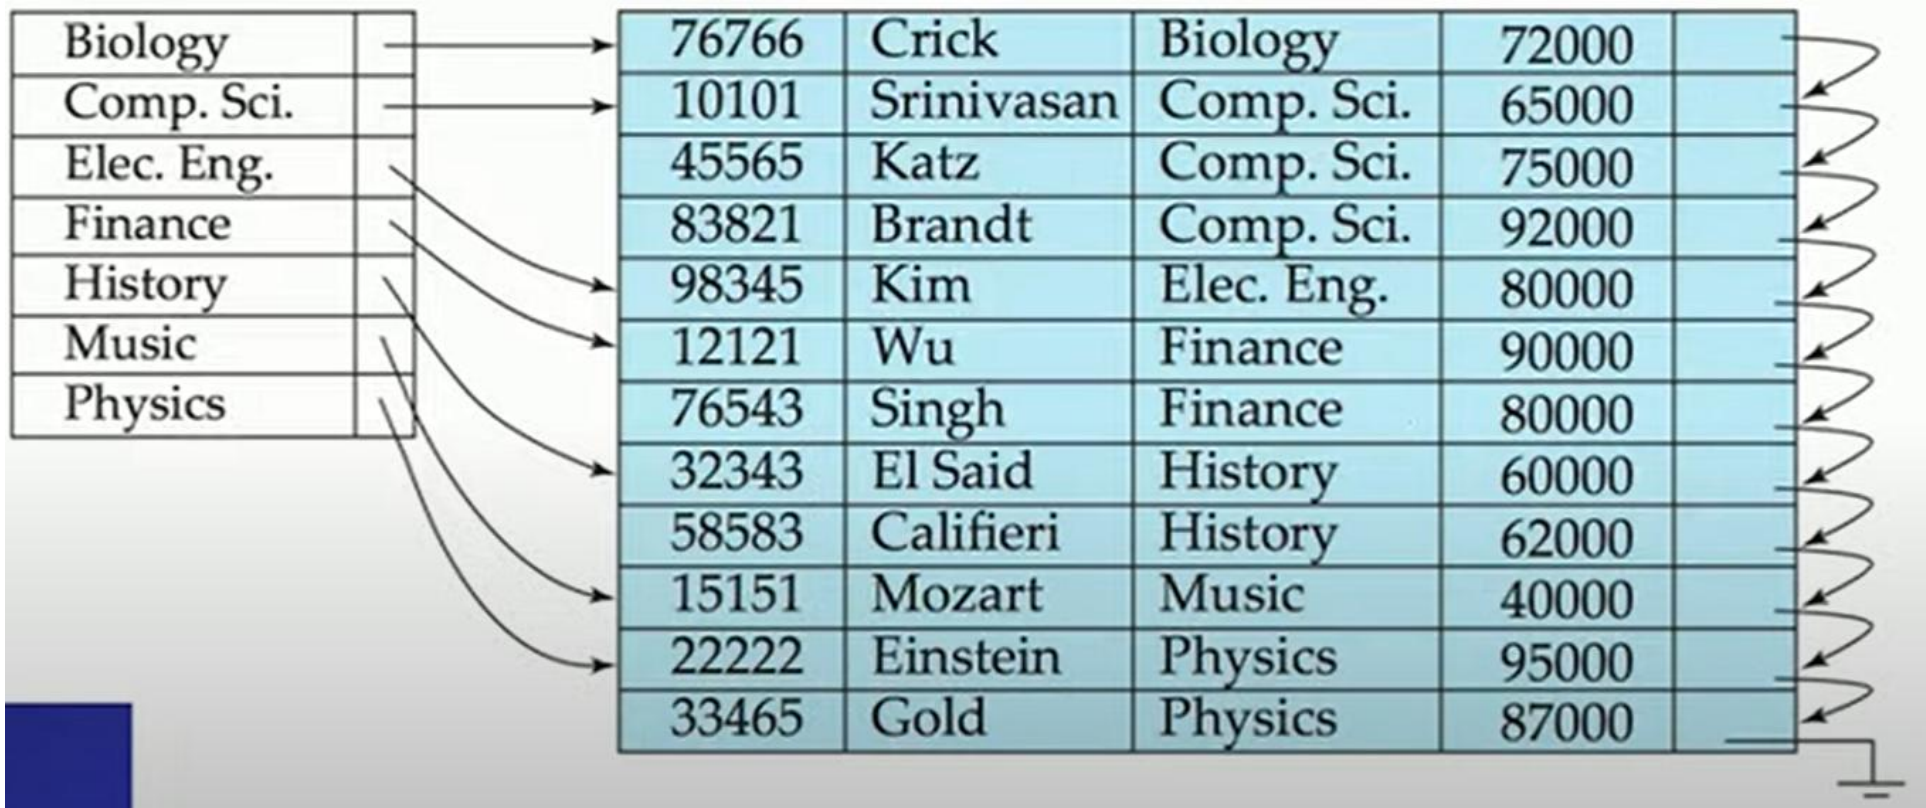 Biology
Comp. Sci.
Elec. Eng.
Finance
History
Music
Physics
76766 Crick Biology 72000
10101 Srinivasan Comp. Sci. 65000
45565 Katz Comp. Sci. 75000
83821 Brandt Comp. Sci. 92000
98345 Kim Elec. Eng. 80000
12121 Wu Finance 90000
76543 Singh Finance 80000
32343 El Said History 60000
58583 Califieri History 62000
15151 Mozart Music 40000
22222 Einstein Physics 95000
33465 Gold Physics 87000